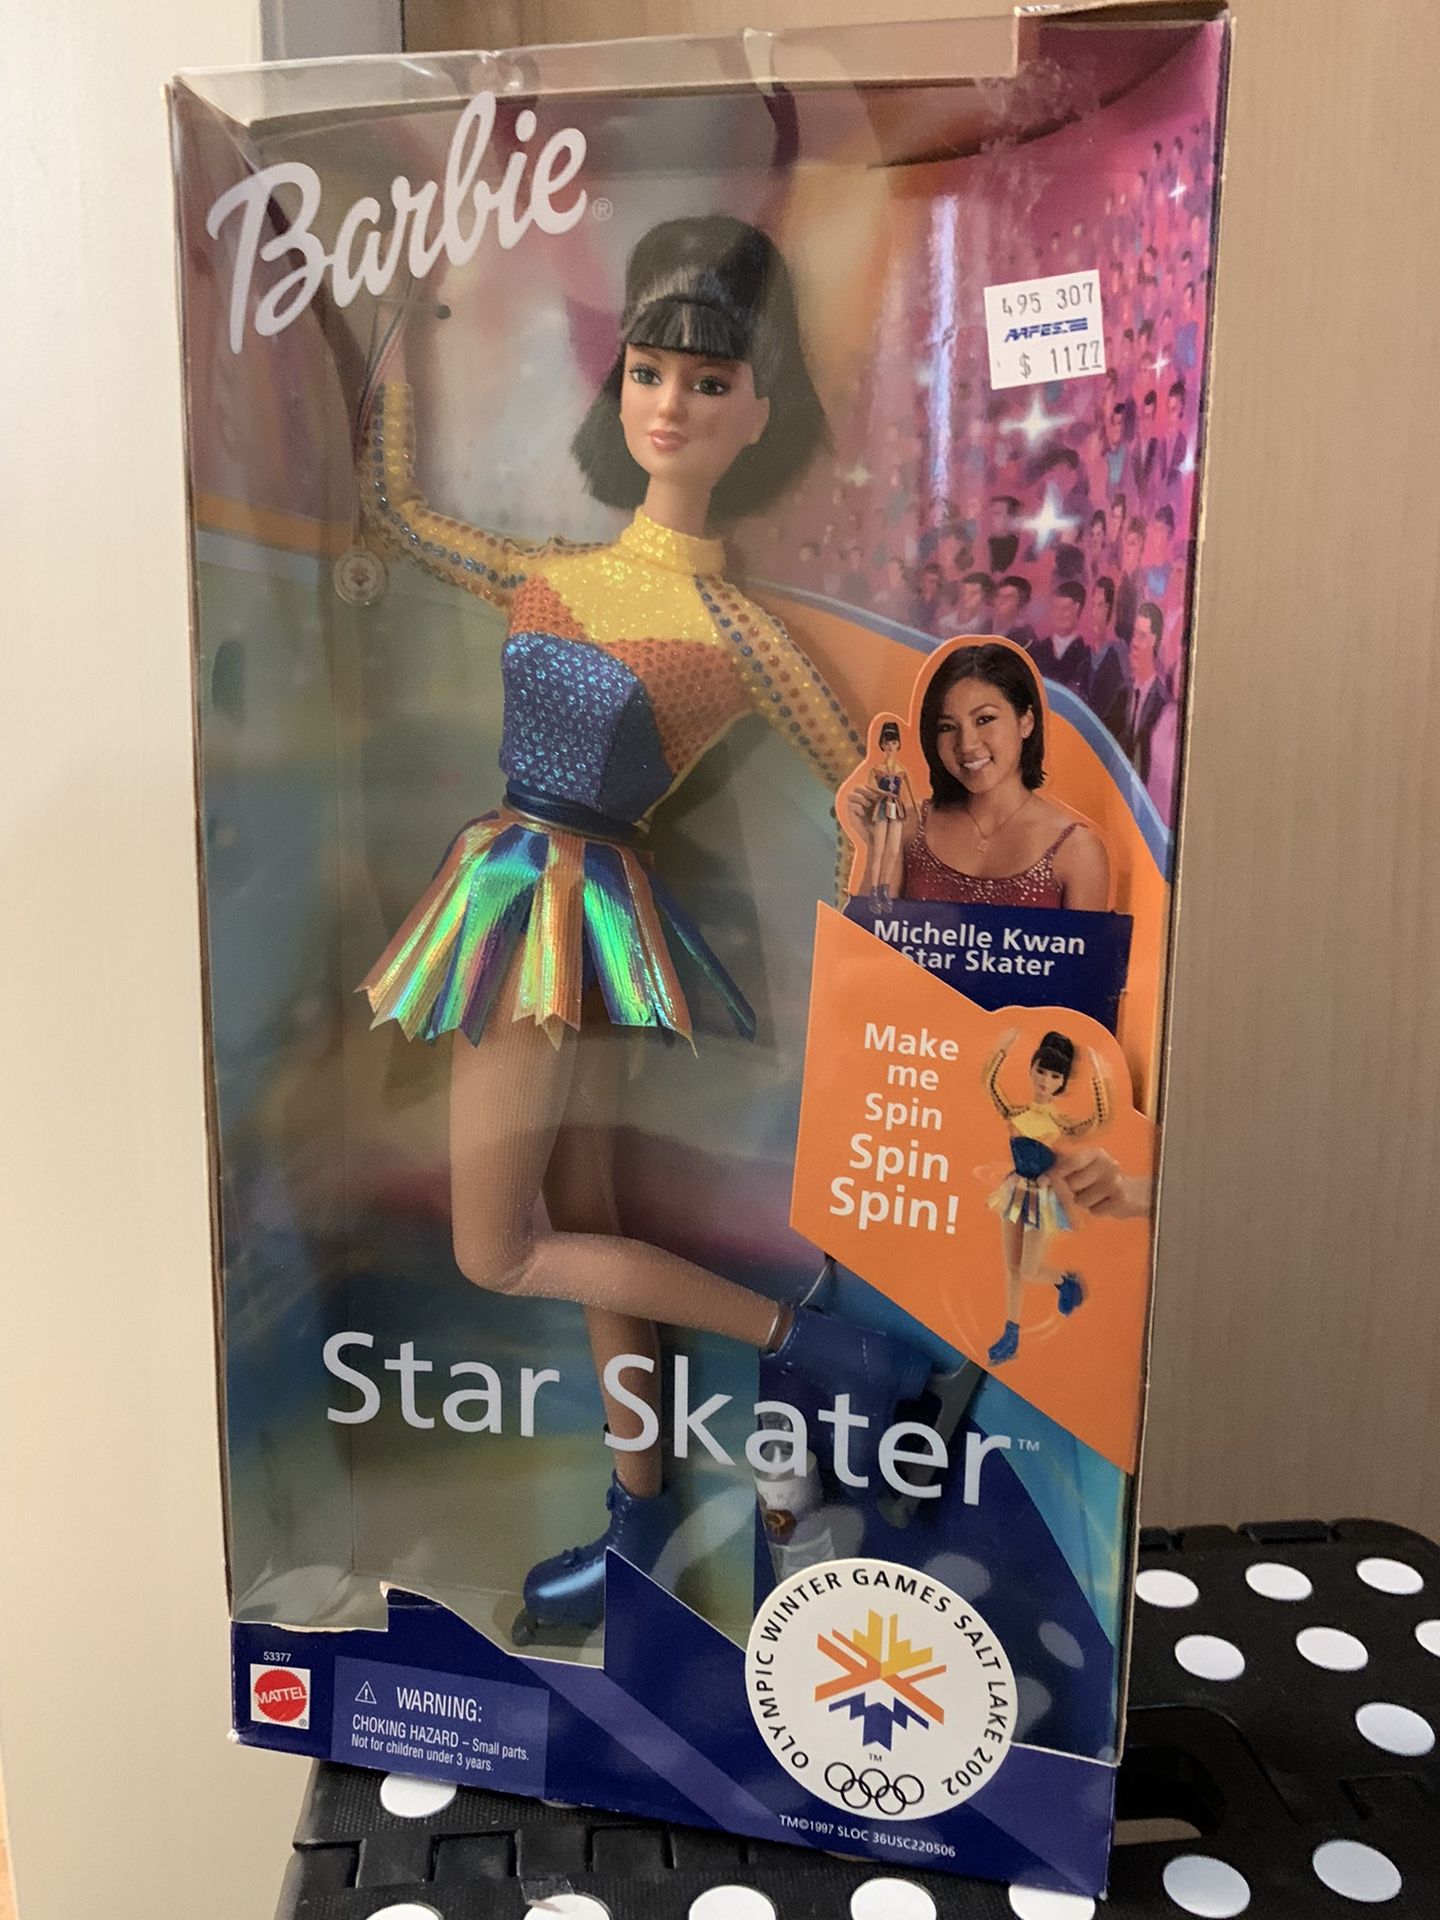 Barbie®
495 307
AAFES
$ 1177
Michelle Kwan
Star Skater
Make
me
Spin
Spin
Spin!
Star Skater™
OLYMPIC WINTER GAMES SALT LAKE 2002
TM
53377
MATTEL
®
⚠ WARNING:
CHOKING HAZARD – Small parts.
Not for children under 3 years.
TM©1997 SLOC 36USC220506